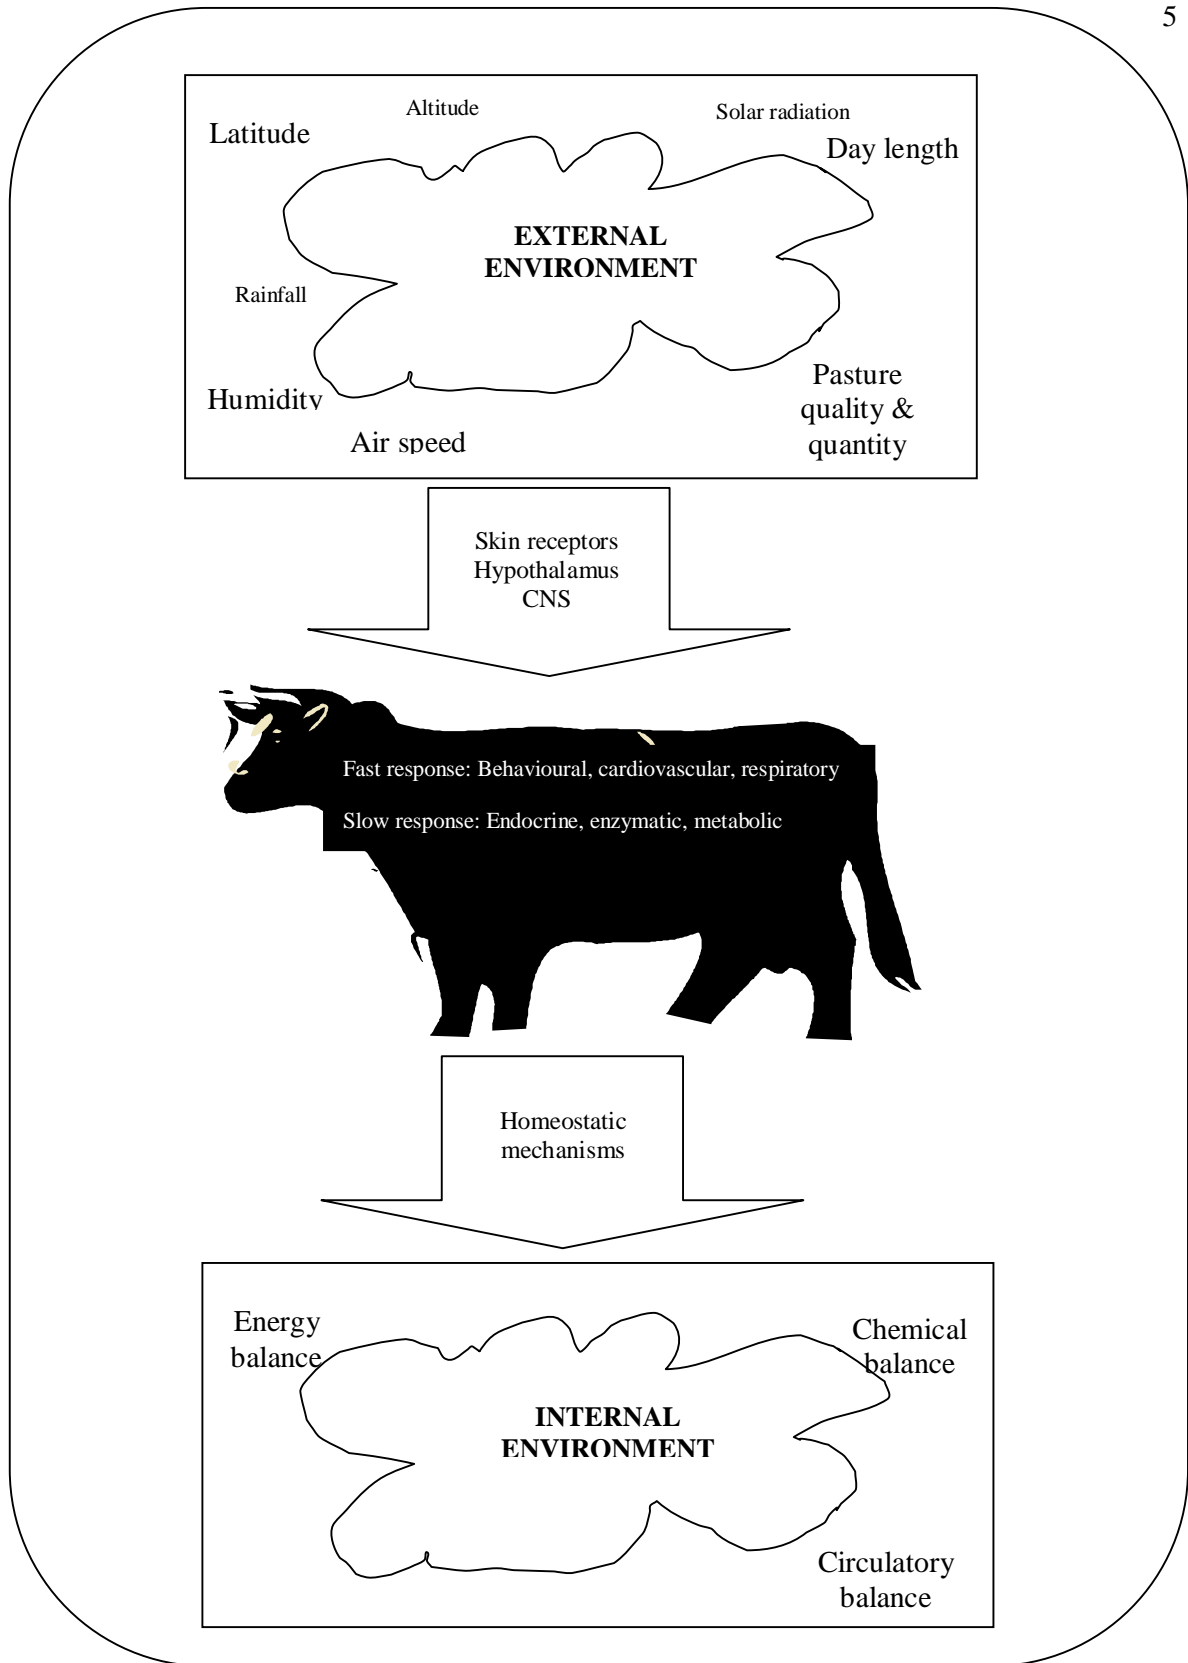 5
Altitude
Solar radiation
Latitude
Day length
EXTERNAL
ENVIRONMENT
Rainfall
Pasture
quality &
quantity
Humidity
Air speed
Skin receptors
Hypothalamus
CNS
Fast response: Behavioural, cardiovascular, respiratory
Slow response: Endocrine, enzymatic, metabolic
Homeostatic
mechanisms
Energy
balance
Chemical
balance
INTERNAL
ENVIRONMENT
Circulatory
balance